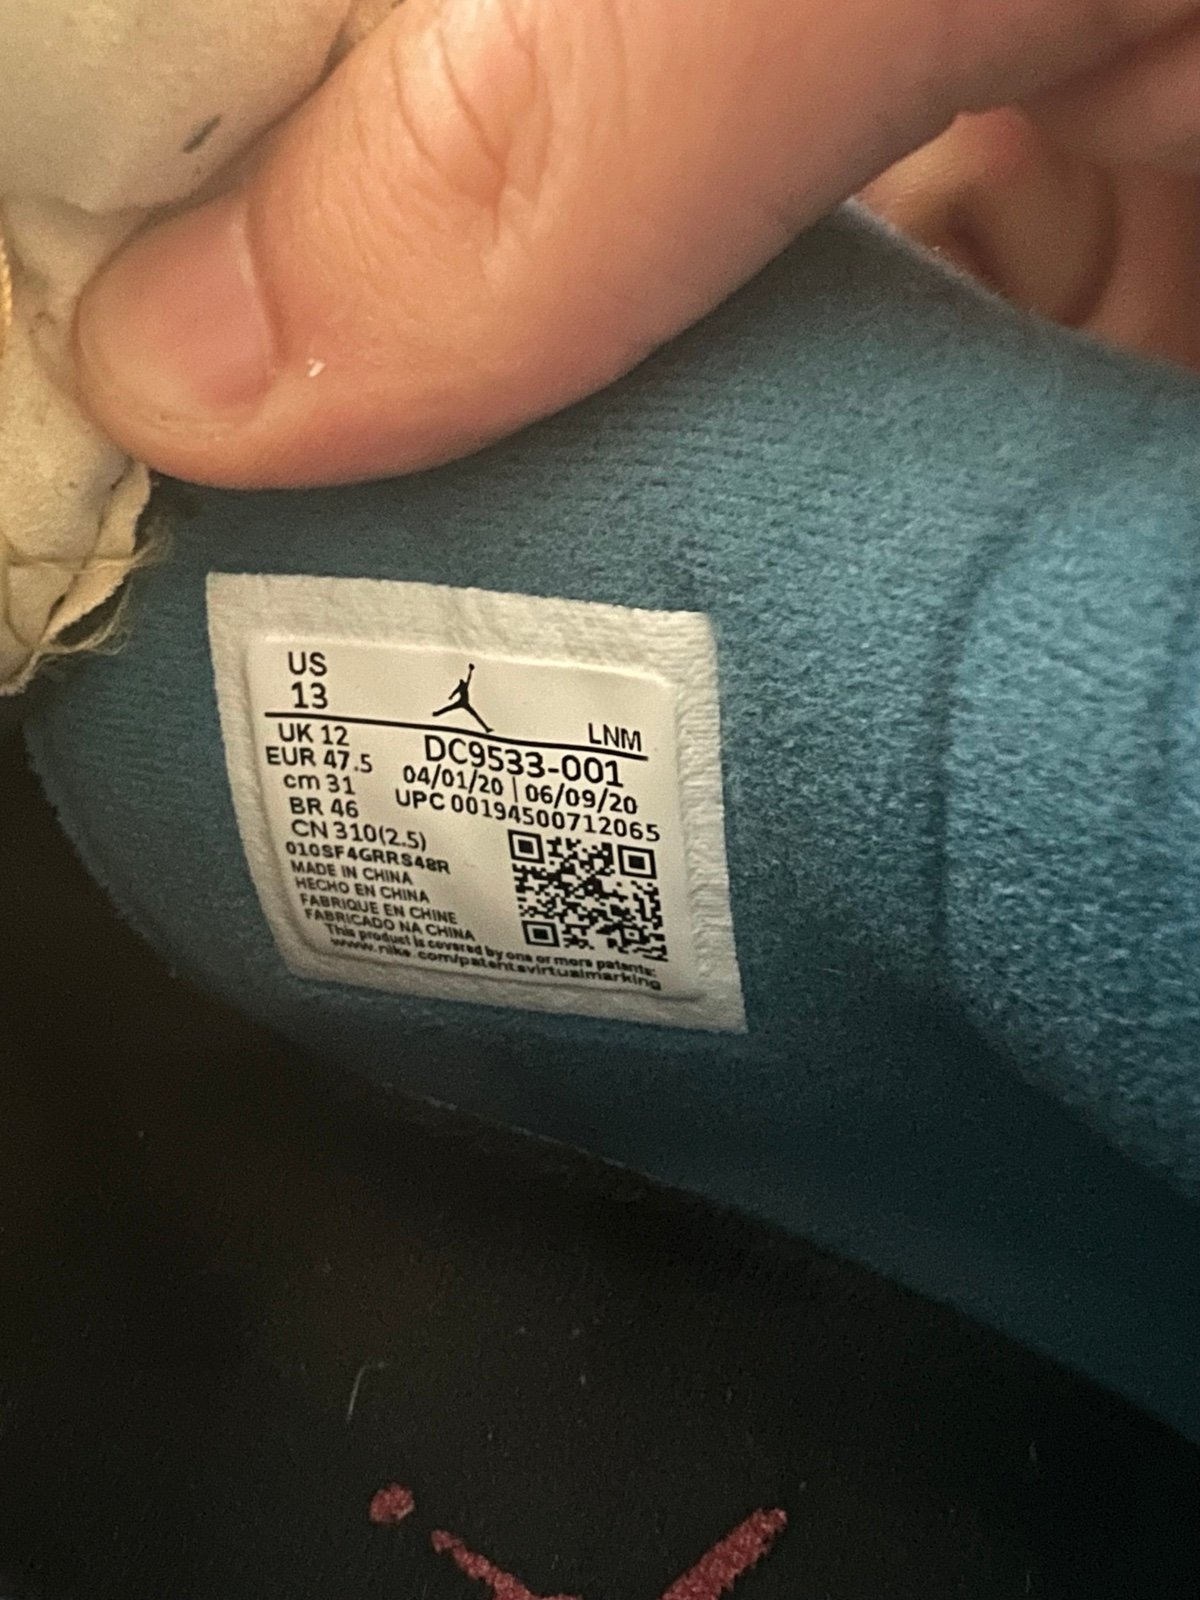 US
13
LNM
UK 12
EUR 47.5
cm 31
BR 46
CN 310(2.5)
DC9533-001
04/01/20 | 06/09/20
UPC 00194500712065
010SF4GRRS48R
MADE IN CHINA
HECHO EN CHINA
FABRIQUE EN CHINE
FABRICADO NA CHINA
This product is covered by one or more patents:
www.nike.com/patentsvirtualmarking